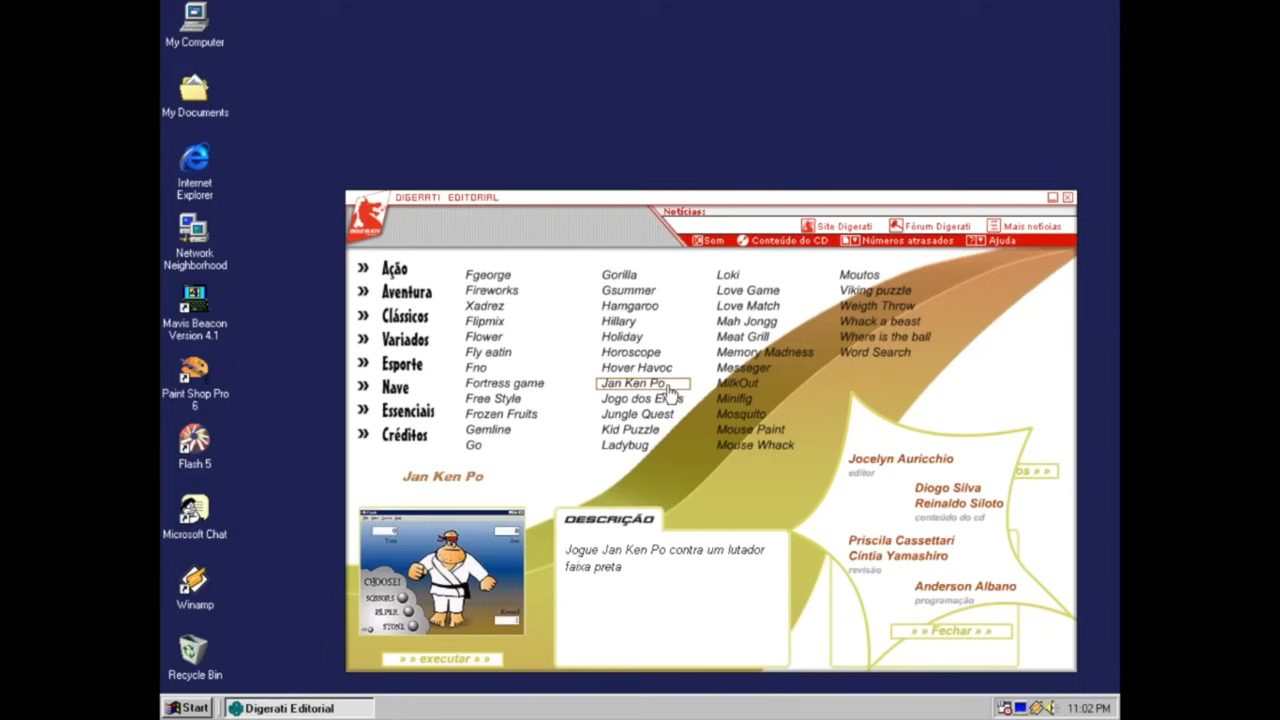 My Computer
My Documents
Internet
Explorer
Network
Neighborhood
Mavis Beacon
Version 4.1
Paint Shop Pro
6
Flash 5
Microsoft Chat
Winamp
Recycle Bin
DIGERATI EDITORIAL
Notícias:
Site Digerati
Fórum Digerati
Mais notícias
Som
Conteúdo do CD
Números atrasados
Ajuda
» Ação
» Aventura
» Clássicos
» Variados
» Esporte
» Nave
» Essenciais
» Créditos
Fgeorge
Fireworks
Xadrez
Flipmix
Flower
Fly eatin
Fno
Fortress game
Free Style
Frozen Fruits
Gemline
Go
Gorilla
Gsummer
Hamgaroo
Hillary
Holiday
Horoscope
Hover Havoc
Jan Ken Po
Jogo dos
Jungle Quest
Kid Puzzle
Ladybug
Loki
Love Game
Love Match
Mah Jongg
Meat Grill
Memory Madness
Messeger
MilkOut
Minifig
Mosquito
Mouse Paint
Mouse Whack
Moutos
Viking puzzle
Weigth Throw
Whack a beast
Where is the ball
Word Search
Jan Ken Po
CHOOSE!
SCISSORS
PAPER
STONE
Round
» » executar » »
DESCRIÇÃO
Jogue Jan Ken Po contra um lutador
faixa preta
Jocelyn Auricchio
editor
Diogo Silva
Reinaldo Siloto
conteúdo do cd
Priscila Cassettari
Cíntia Yamashiro
revisão
Anderson Albano
programação
os » »
» » Fechar » »
Start
Digerati Editorial
11:02 PM